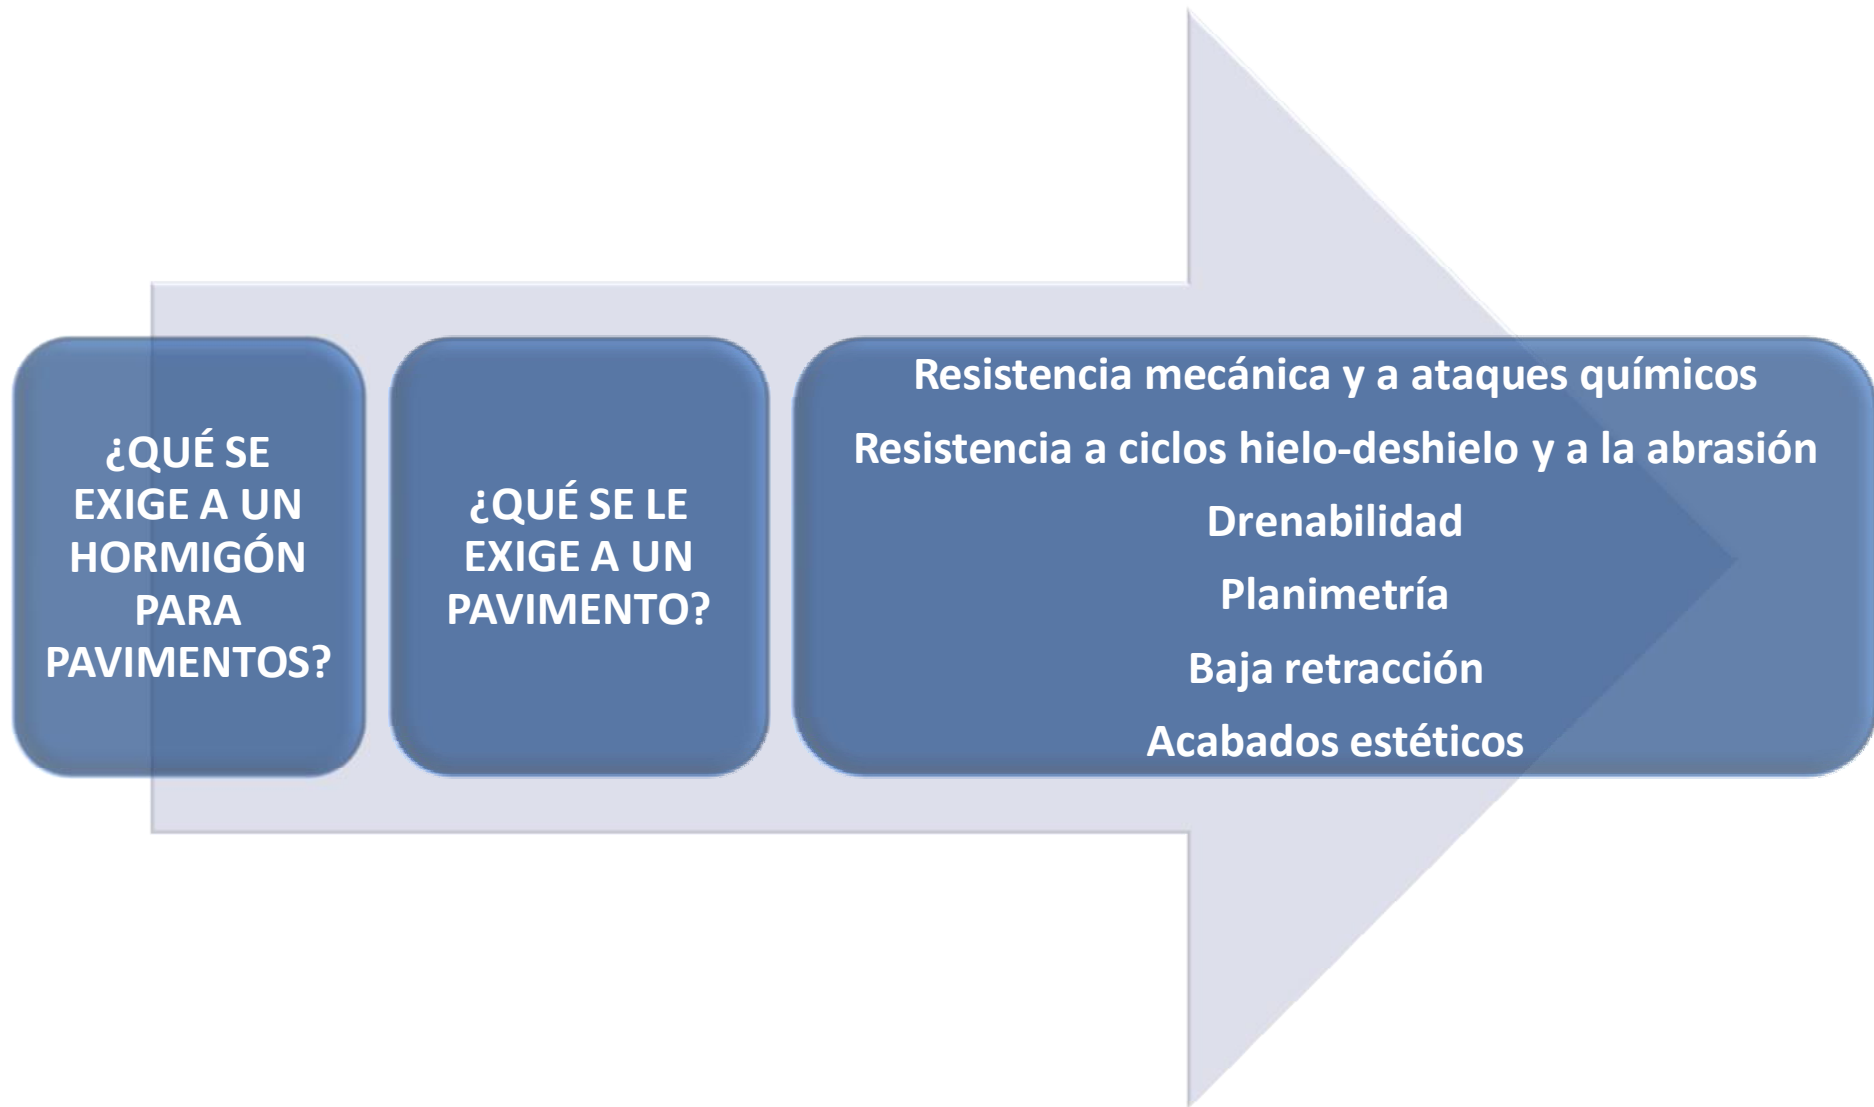 ¿QUÉ SE
EXIGE A UN
HORMIGÓN
PARA
PAVIMENTOS?
¿QUÉ SE LE
EXIGE A UN
PAVIMENTO?
Resistencia mecánica y a ataques químicos
Resistencia a ciclos hielo-deshielo y a la abrasión
Drenabilidad
Planimetría
Baja retracción
Acabados estéticos